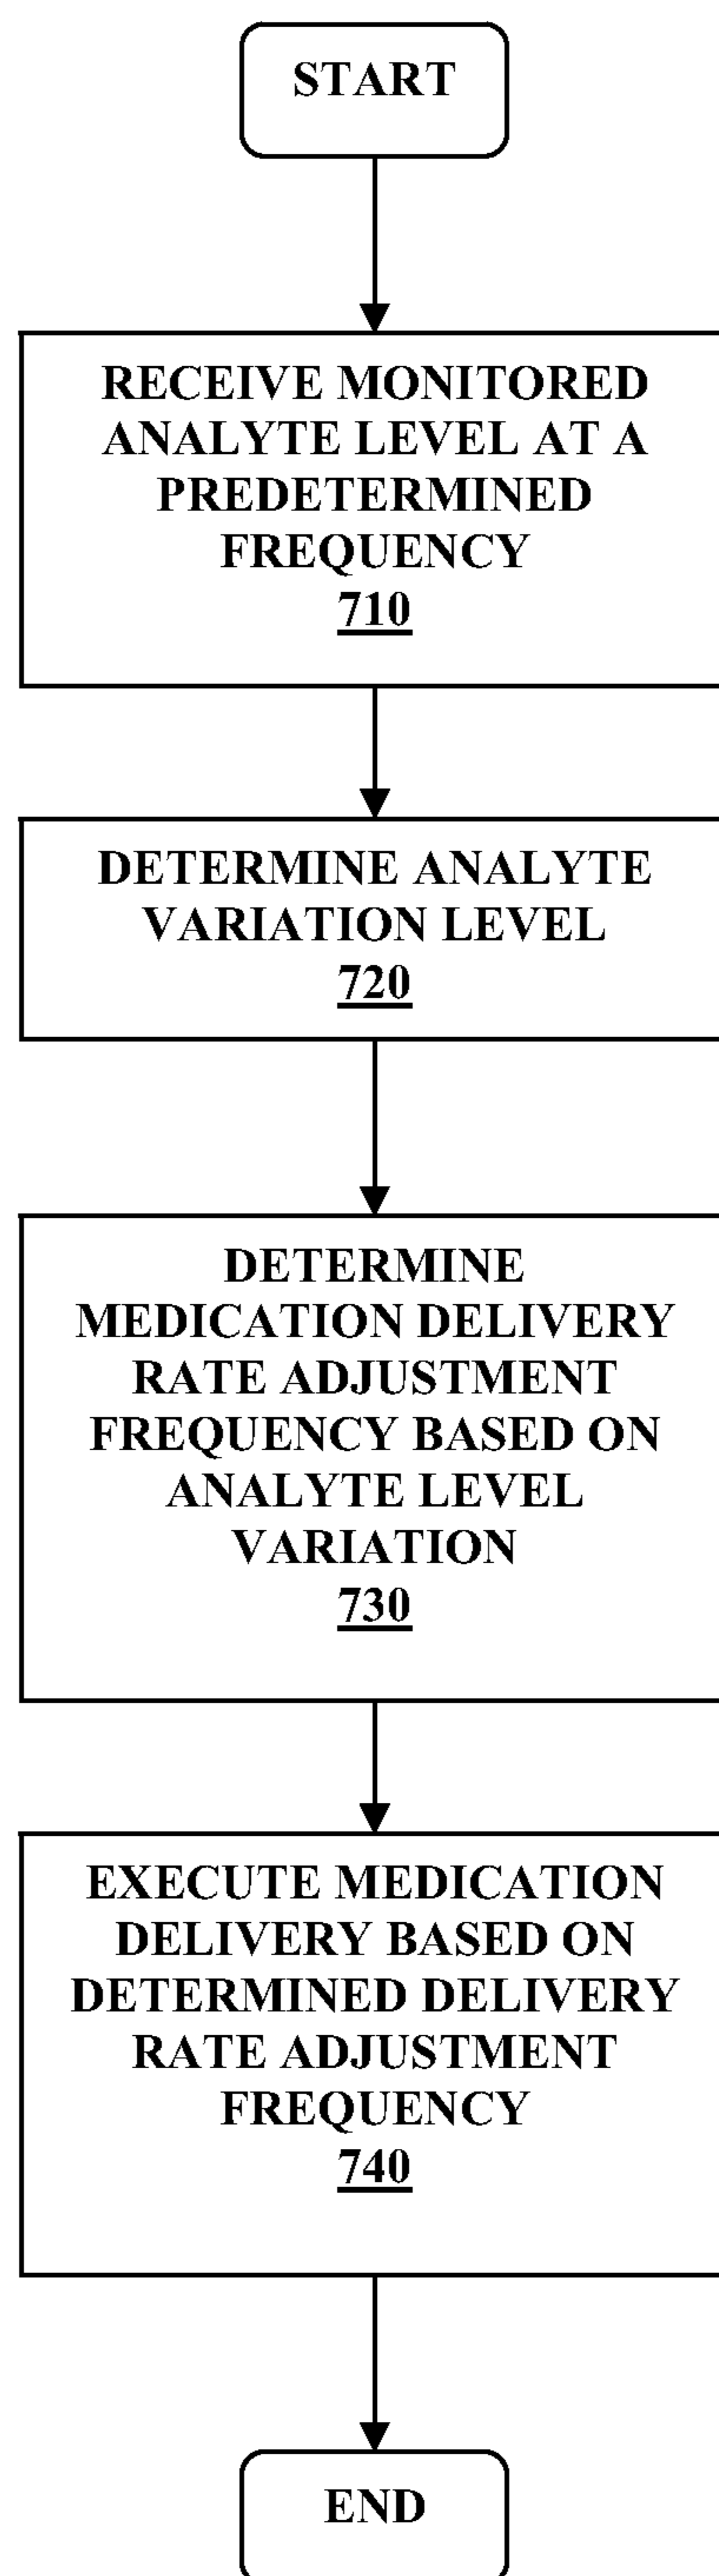 START
RECEIVE MONITORED
ANALYTE LEVEL AT A
PREDETERMINED
FREQUENCY
710
DETERMINE ANALYTE
VARIATION LEVEL
720
DETERMINE
MEDICATION DELIVERY
RATE ADJUSTMENT
FREQUENCY BASED ON
ANALYTE LEVEL
VARIATION
730
EXECUTE MEDICATION
DELIVERY BASED ON
DETERMINED DELIVERY
RATE ADJUSTMENT
FREQUENCY
740
END